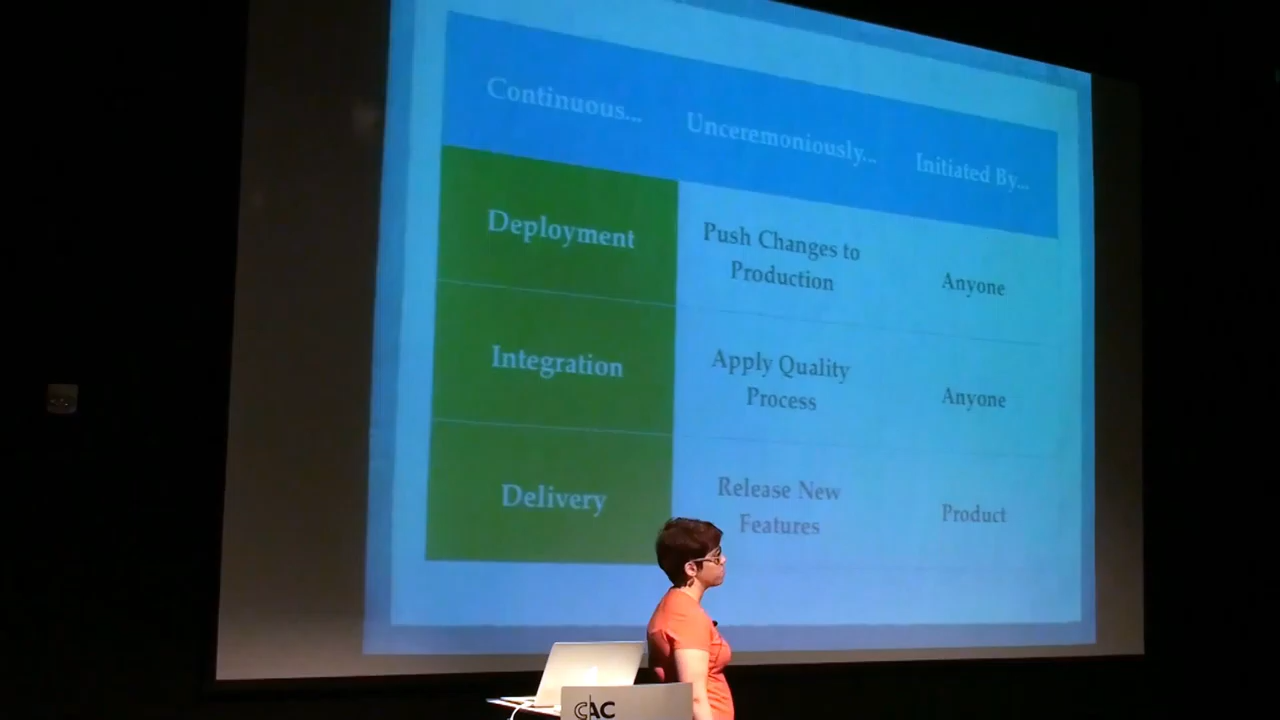 Continuous... Unceremoniously... Initiated By...
Deployment
Push Changes to
Production
Anyone
Integration
Apply Quality
Process
Anyone
Delivery
Release New
Features
Product
CAC